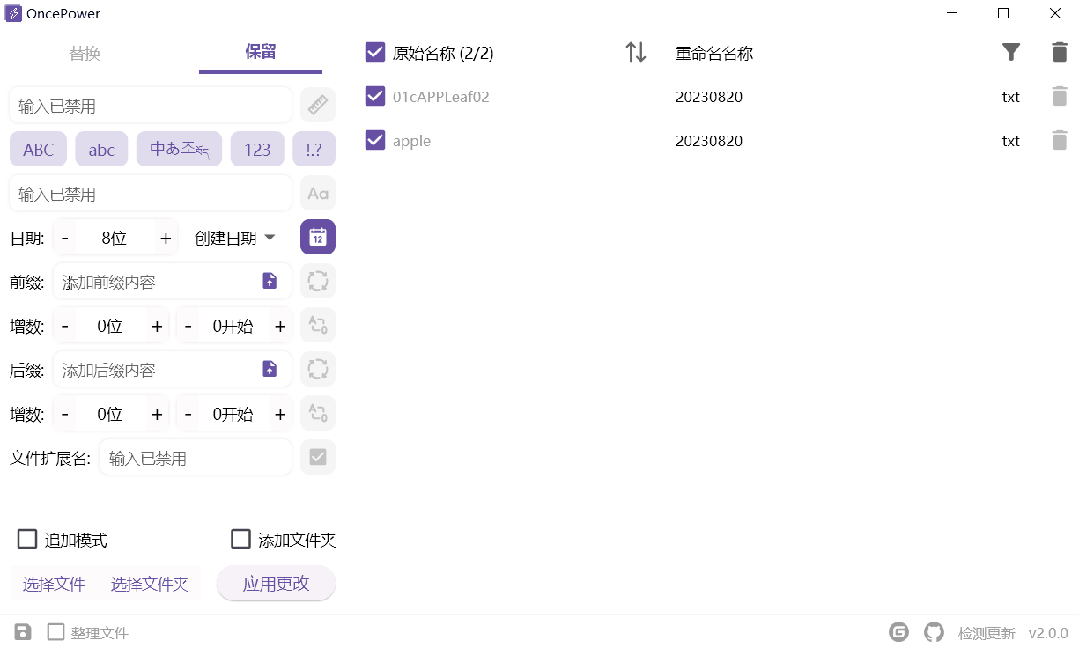 OncePower
替换 保留
原始名称 (2/2) 重命名名称
输入已禁用
01cAPPLeaf02 20230820 txt
ABC abc 123 !?
apple 20230820 txt
输入已禁用 Aa
日期: - 8位 + 创建日期 12
前缀: 添加前缀内容
增数: - 0位 + - 0开始 +
后缀: 添加后缀内容
增数: - 0位 + - 0开始 +
文件扩展名: 输入已禁用
追加模式 添加文件夹
选择文件 选择文件夹 应用更改
整理文件 检测更新 v2.0.0